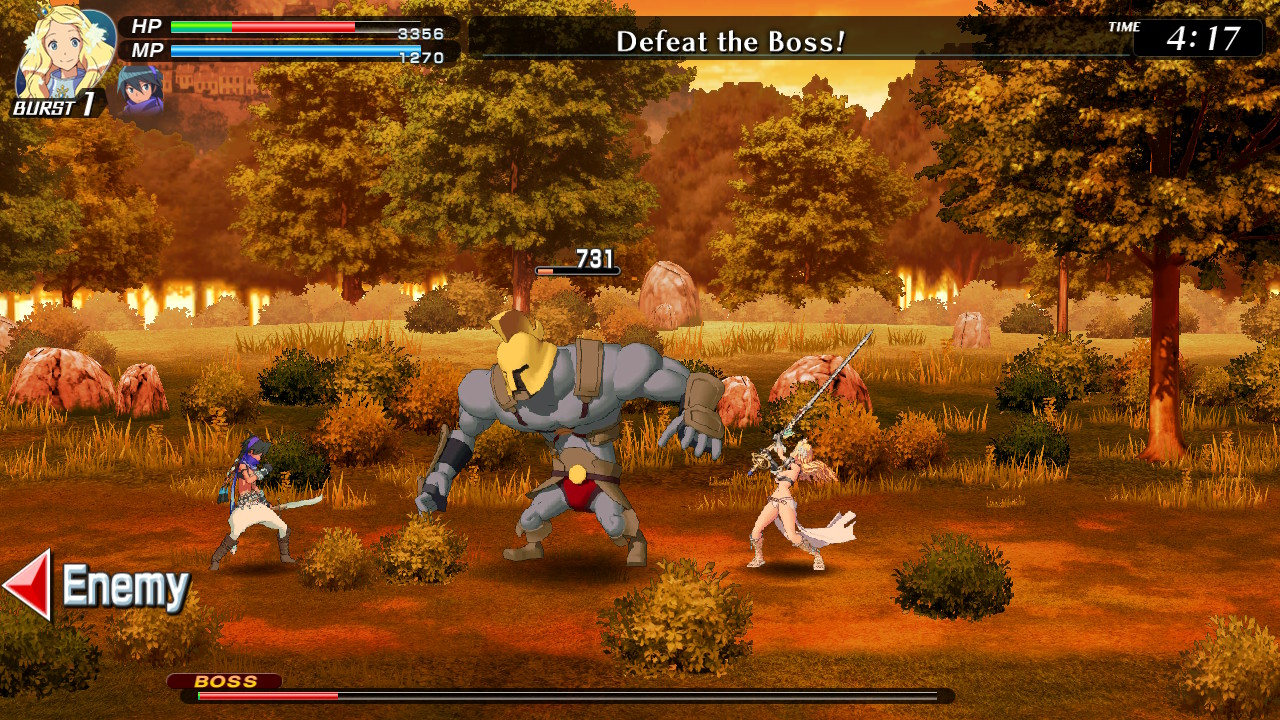 HP
3356
MP
1270
BURST 1
Defeat the Boss!
TIME
4:17
731
Enemy
BOSS